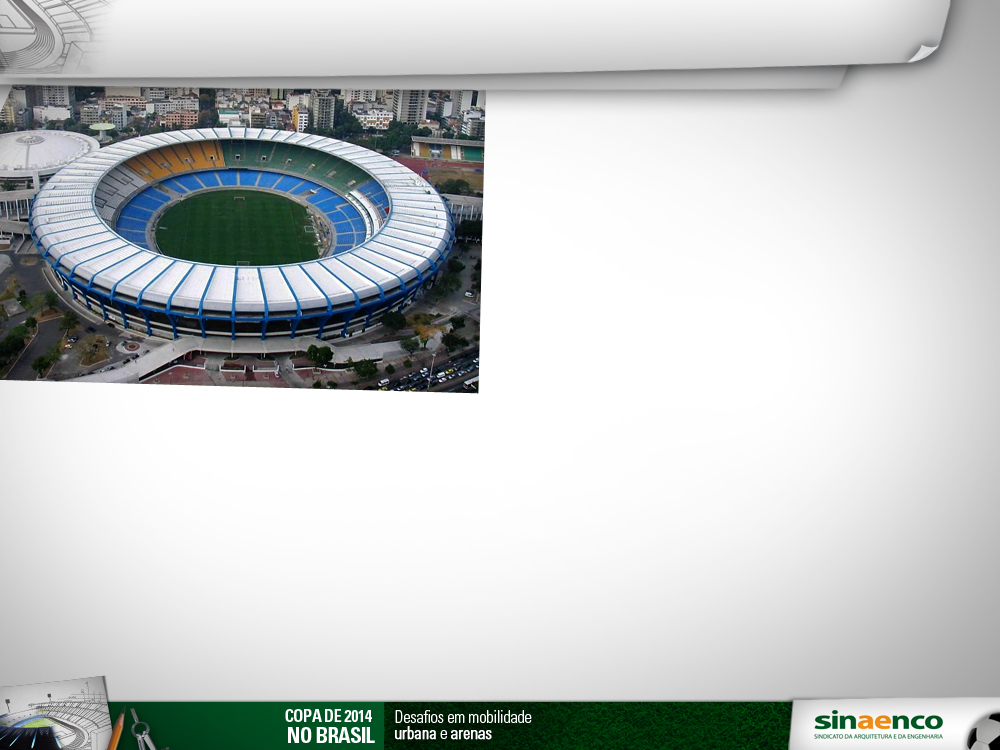 COPA DE 2014
NO BRASIL
Desafios em mobilidade
urbana e arenas
sinaenco
SINDICATO DA ARQUITETURA E DA ENGENHARIA